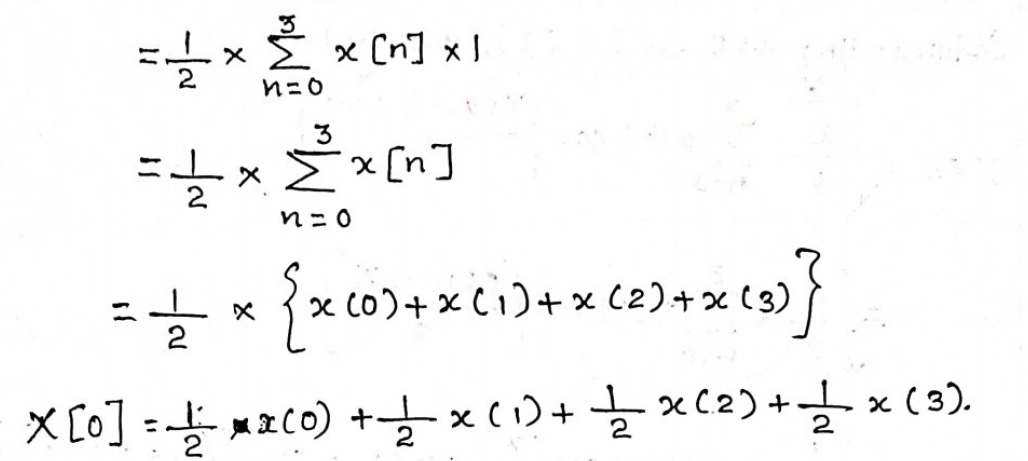 = 1/2 × Σ_{n=0}^{3} x[n] × 1
= 1/2 × Σ_{n=0}^{3} x[n]
= 1/2 × {x(0)+x(1)+x(2)+x(3)}
X[0] = 1/2 x(0) + 1/2 x(1) + 1/2 x(2) + 1/2 x(3).